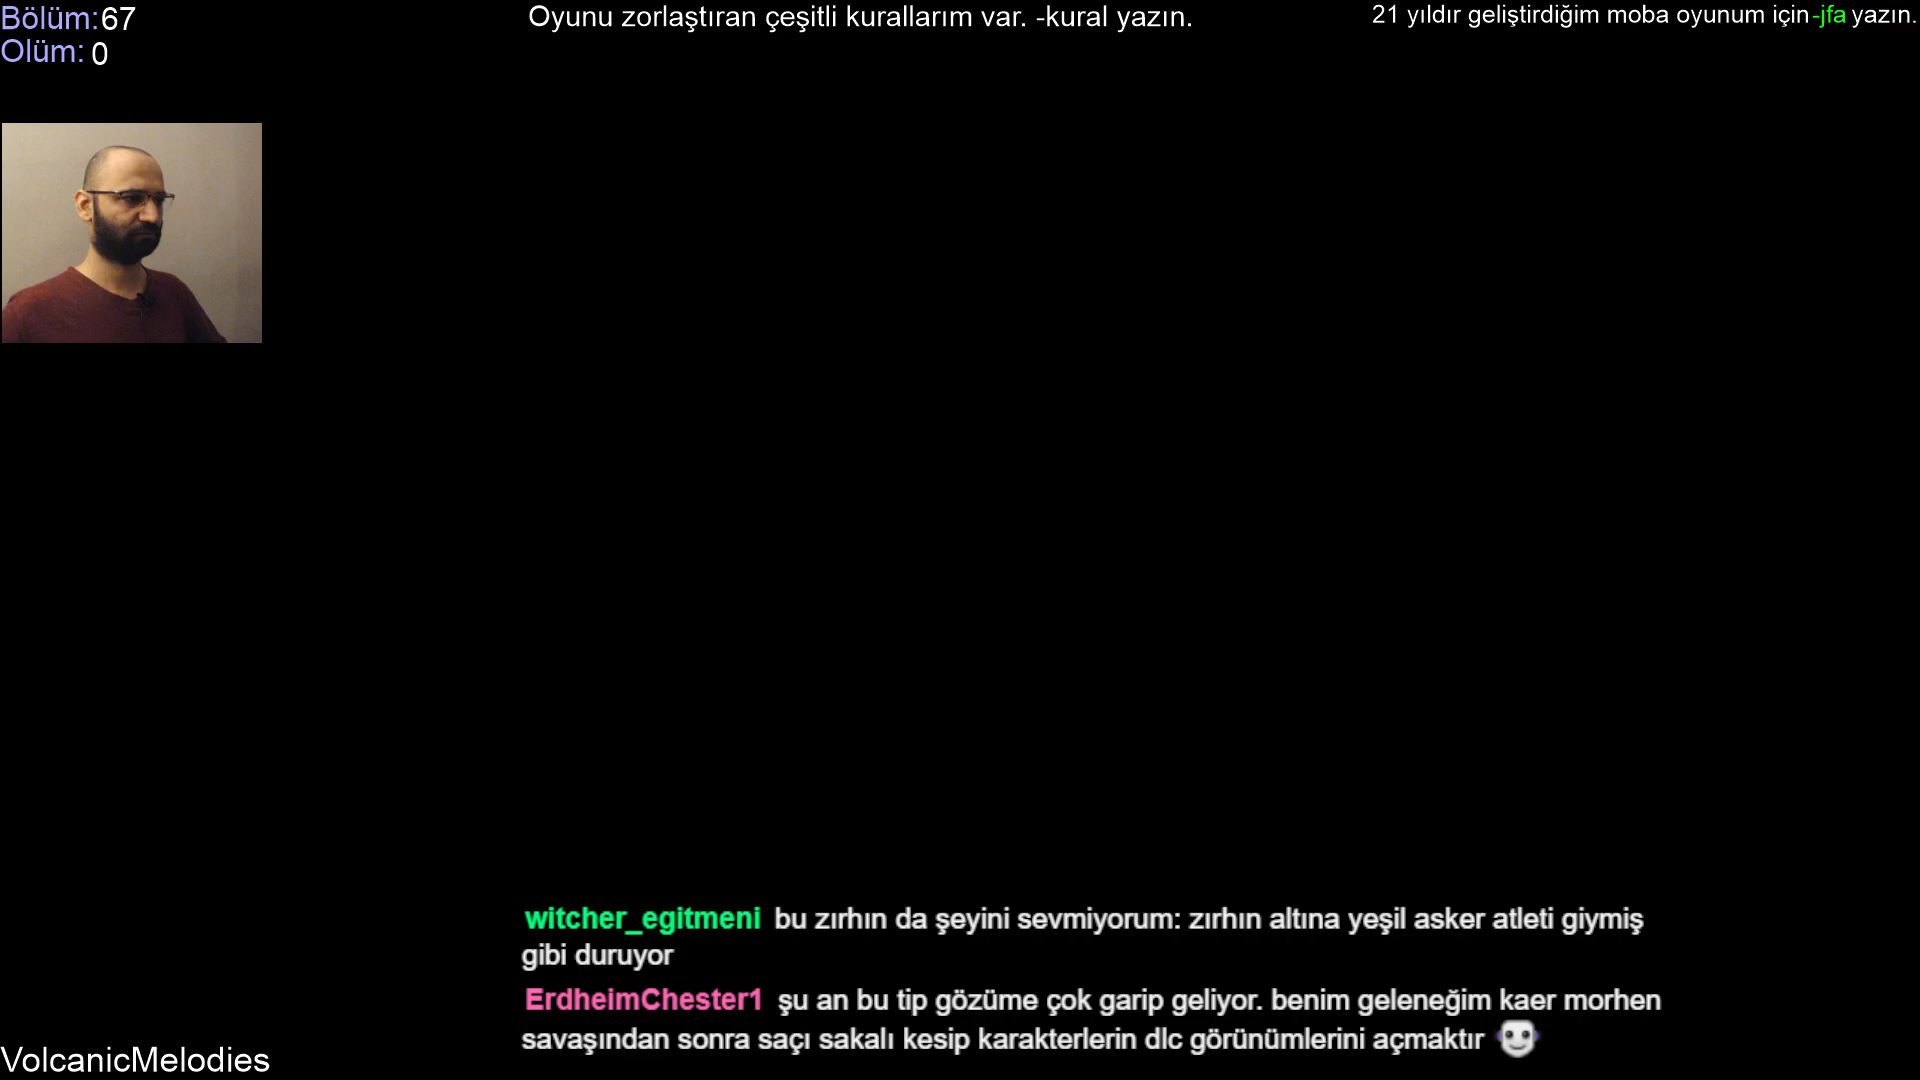 Bölüm:67
Olüm: 0
Oyunu zorlaştıran çeşitli kurallarım var. -kural yazın.
21 yıldır geliştirdiğim moba oyunum için -jfa yazın.
witcher_egitmeni bu zırhın da şeyini sevmiyorum: zırhın altına yeşil asker atleti giymiş
gibi duruyor
ErdheimChester1 şu an bu tip gözüme çok garip geliyor. benim geleneğim kaer morhen
savaşından sonra saçı sakalı kesip karakterlerin dlc görünümlerini açmaktır
VolcanicMelodies